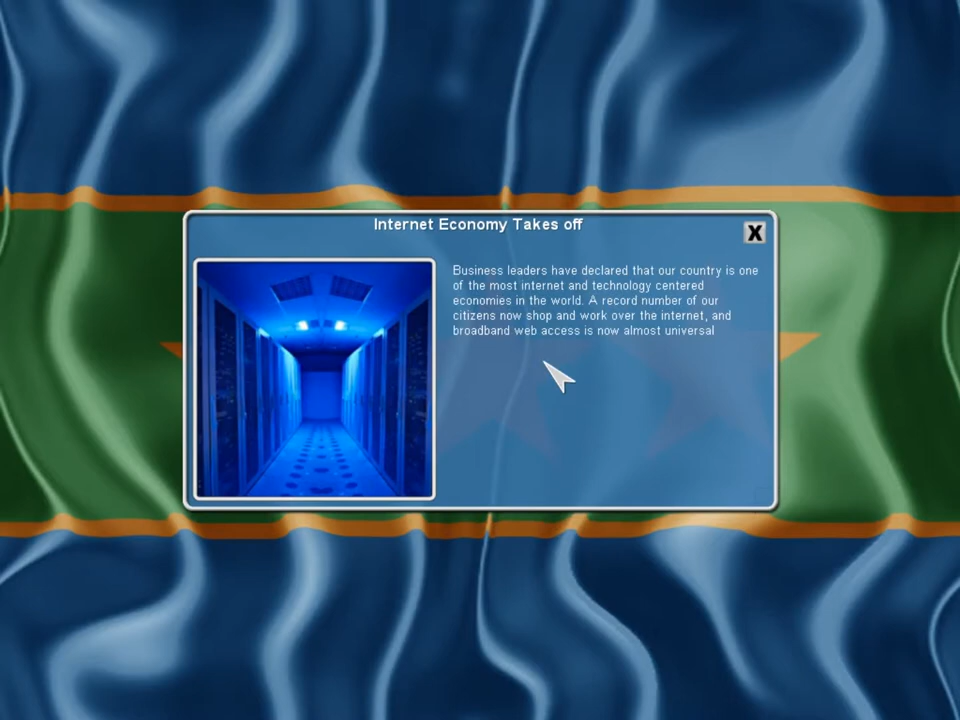 Internet Economy Takes off
X
Business leaders have declared that our country is one
of the most internet and technology centered
economies in the world. A record number of our
citizens now shop and work over the internet, and
broadband web access is now almost universal